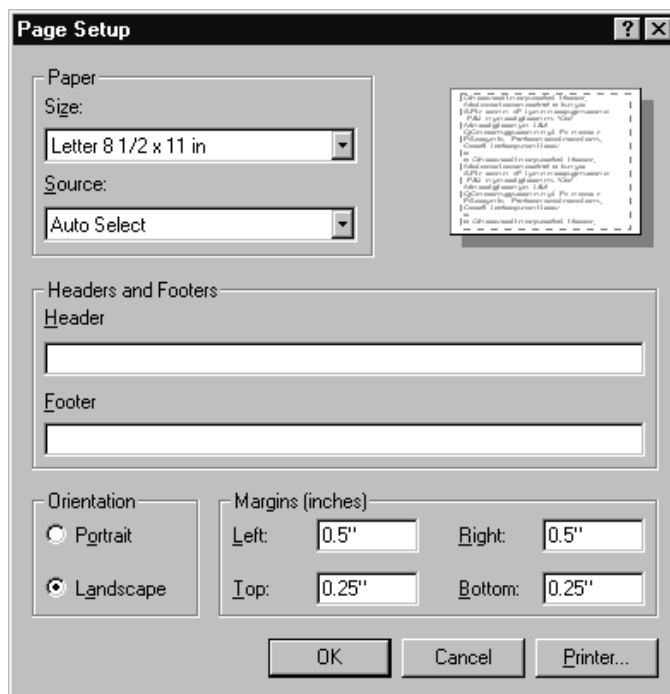 Page Setup
Paper
Size:
Letter 8 1/2 x 11 in
Source:
Auto Select
Headers and Footers
Header
Footer
Orientation
Portrait
Landscape
Margins (inches)
Left: 0.5" Right: 0.5"
Top: 0.25" Bottom: 0.25"
OK Cancel Printer...